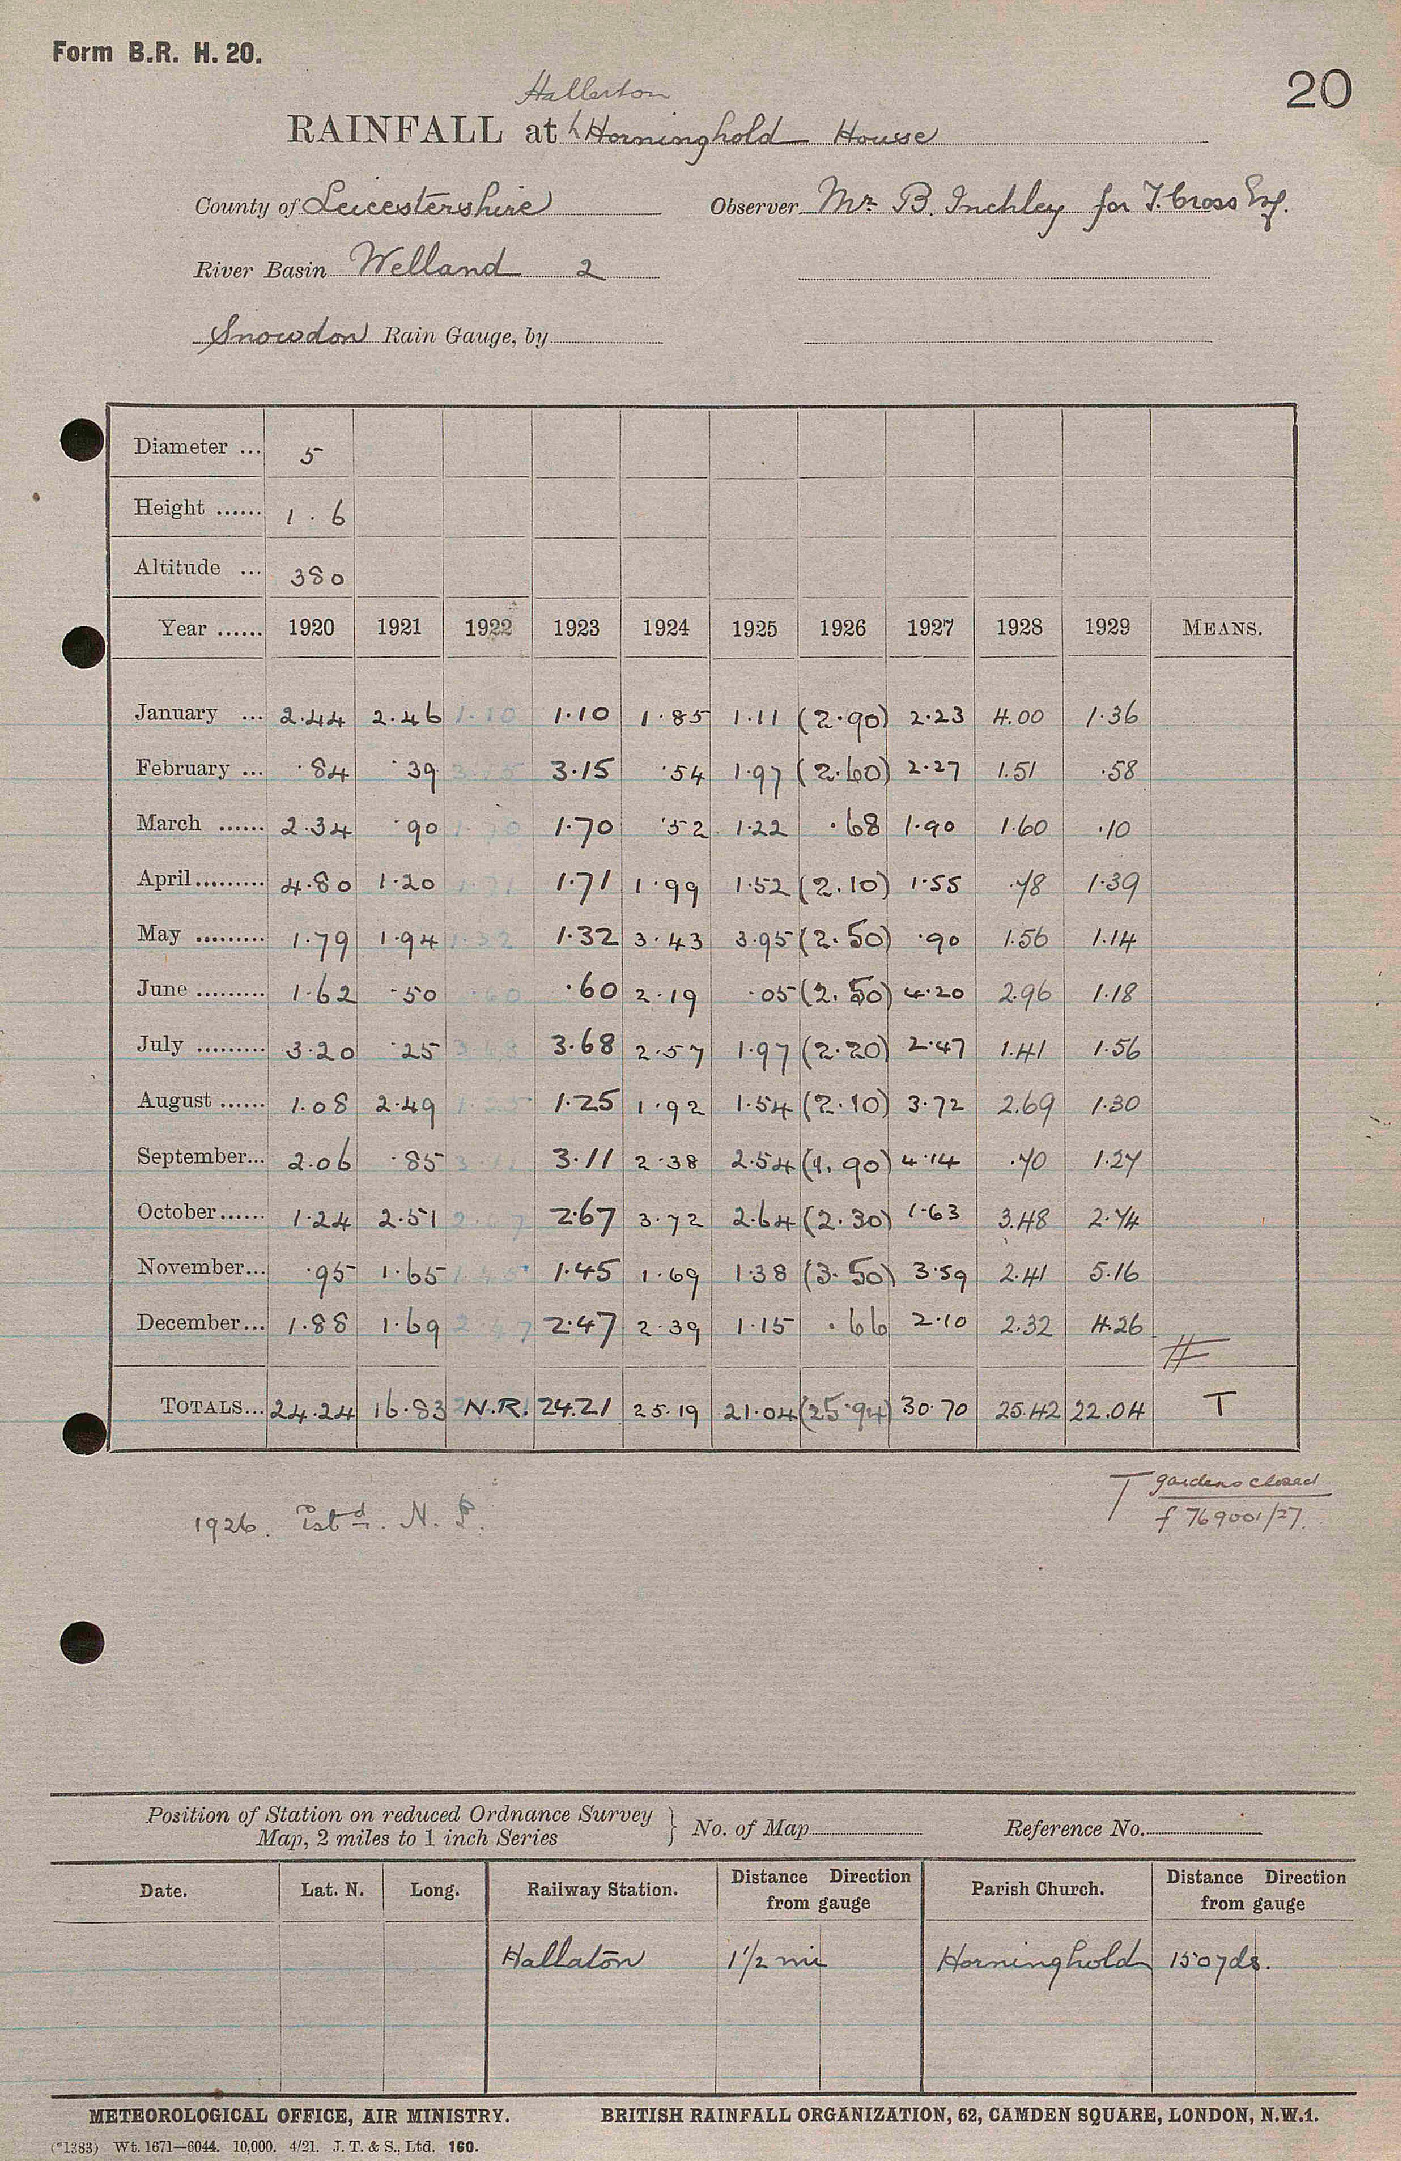 Form B.R. H. 20.
20
Hallerton
RAINFALL at Horninghold House
County of Leicestershire Observer Mr B. Inchley for T. Cross Esq.
River Basin Welland 2
Snowdon Rain Gauge, by
Diameter ... 5
Height ...... 1 . 6
Altitude ... 380
Year ...... 1920 1921 1922 1923 1924 1925 1926 1927 1928 1929 MEANS.
January ... 2.44 2.46 1.10 1.10 1.85 1.11 (2.90) 2.23 4.00 1.36
February ... .84 .39 3.15 3.15 .54 1.97 (2.60) 2.27 1.51 .58
March ...... 2.34 .90 1.70 1.70 .52 1.22 .68 1.90 1.60 .10
April......... 4.80 1.20 1.71 1.71 1.99 1.52 (2.10) 1.55 .78 1.39
May ......... 1.79 1.94 1.32 1.32 3.43 3.95 (2.50) .90 1.56 1.14
June ......... 1.62 .50 .60 .60 2.19 .05 (2.50) 4.20 2.96 1.18
July ......... 3.20 .25 3.68 3.68 2.57 1.97 (2.20) 2.47 1.41 1.56
August ...... 1.08 2.49 1.25 1.25 1.92 1.54 (2.10) 3.72 2.69 1.30
September... 2.06 .85 3.11 3.11 2.38 2.54 (1.90) 4.14 .70 1.27
October...... 1.24 2.51 2.67 2.67 3.72 2.64 (2.30) 1.63 3.48 2.74
November... .95 1.65 1.45 1.45 1.69 1.38 (3.50) 3.59 2.41 5.16
December... 1.88 1.69 2.47 2.47 2.39 1.15 .66 2.10 2.32 4.26
TOTALS... 24.24 16.83 N.R. 24.21 25.19 21.04 (25.94) 30.70 25.42 22.04 T
T gardens closed
f 769001/27.
1926. Estd. N.P.
Position of Station on reduced Ordnance Survey
Map, 2 miles to 1 inch Series } No. of Map Reference No.
Date. Lat. N. Long. Railway Station. Distance Direction from gauge Parish Church. Distance Direction from gauge
Hallaton 1 1/2 mi Horninghold 150 yds.
METEOROLOGICAL OFFICE, AIR MINISTRY. BRITISH RAINFALL ORGANIZATION, 62, CAMDEN SQUARE, LONDON, N.W.1.
(*1383) Wt. 1671—6044. 10,000. 4/21. J. T. & S., Ltd. 160.